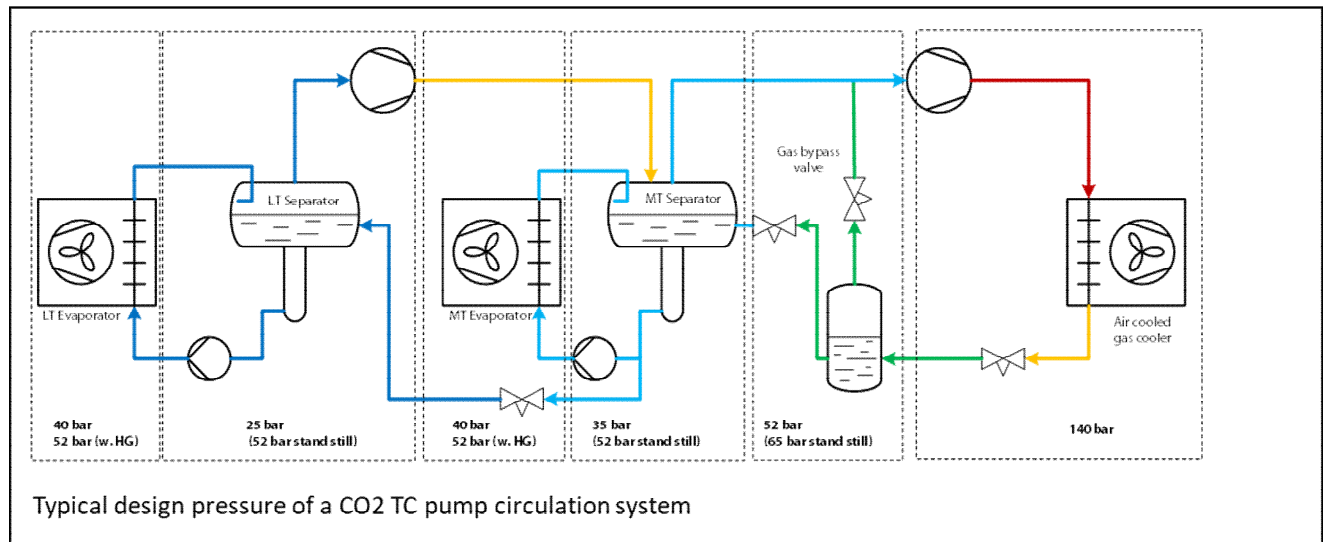 Gas bypass
valve
LT Separator
MT Separator
LT Evaporator
MT Evaporator
Air cooled
gas cooler
40 bar
52 bar (w. HG)
25 bar
(52 bar stand still)
40 bar
52 bar (w. HG)
35 bar
(52 bar stand still)
52 bar
(65 bar stand still)
140 bar
Typical design pressure of a CO2 TC pump circulation system